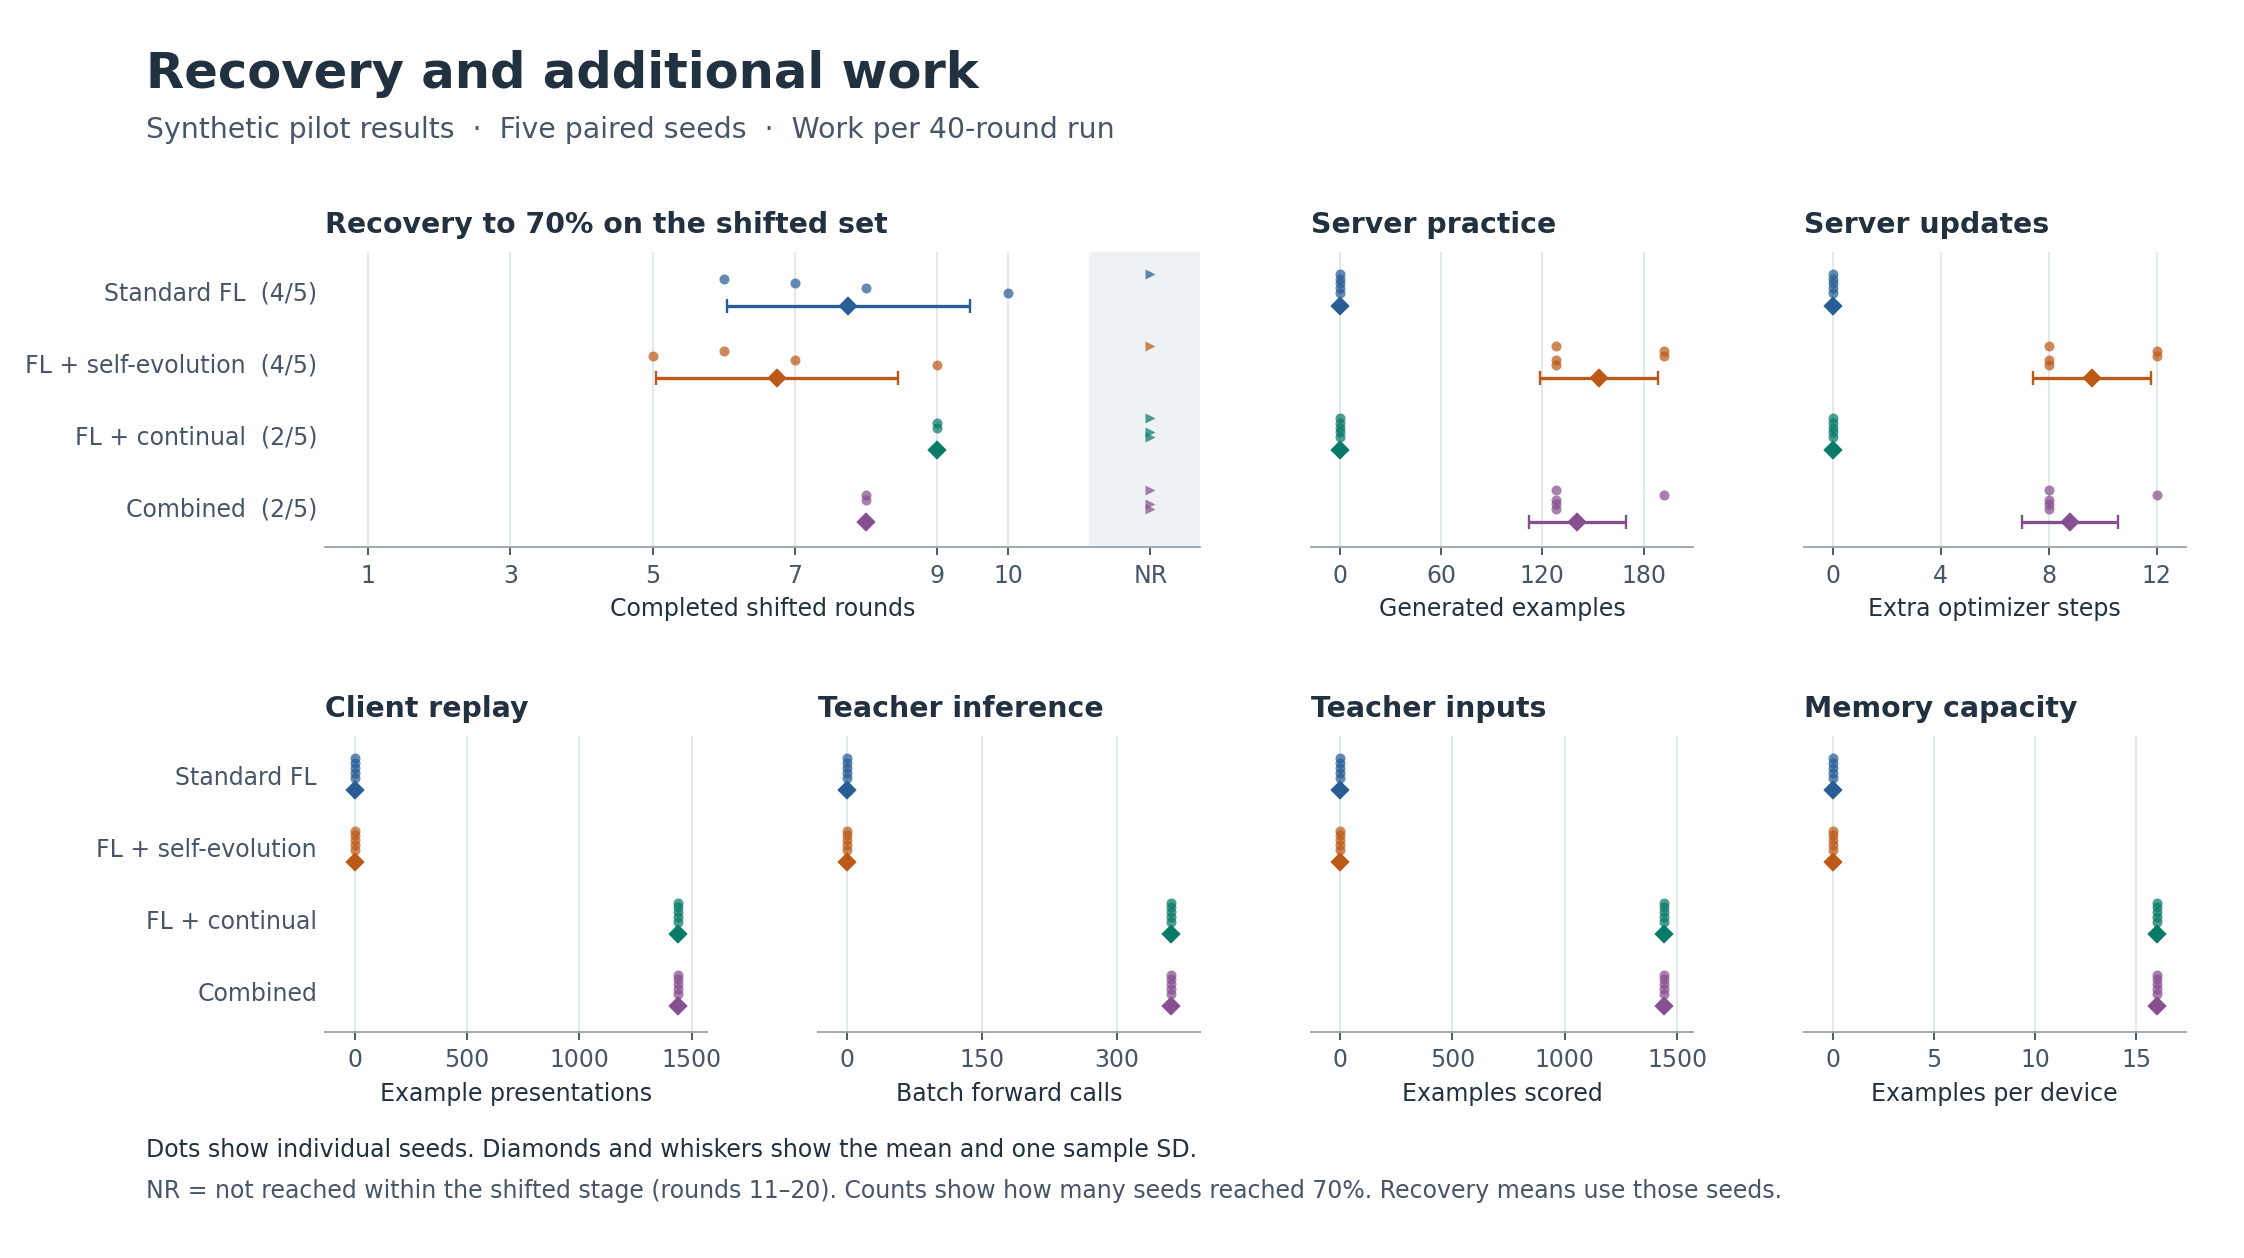 Recovery and additional work
Synthetic pilot results · Five paired seeds · Work per 40-round run
Recovery to 70% on the shifted set
Standard FL (4/5)
FL + self-evolution (4/5)
FL + continual (2/5)
Combined (2/5)
1 3 5 7 9 10 NR
Completed shifted rounds
Server practice
0 60 120 180
Generated examples
Server updates
0 4 8 12
Extra optimizer steps
Client replay
Standard FL
FL + self-evolution
FL + continual
Combined
0 500 1000 1500
Example presentations
Teacher inference
0 150 300
Batch forward calls
Teacher inputs
0 500 1000 1500
Examples scored
Memory capacity
0 5 10 15
Examples per device
Dots show individual seeds. Diamonds and whiskers show the mean and one sample SD.
NR = not reached within the shifted stage (rounds 11–20). Counts show how many seeds reached 70%. Recovery means use those seeds.